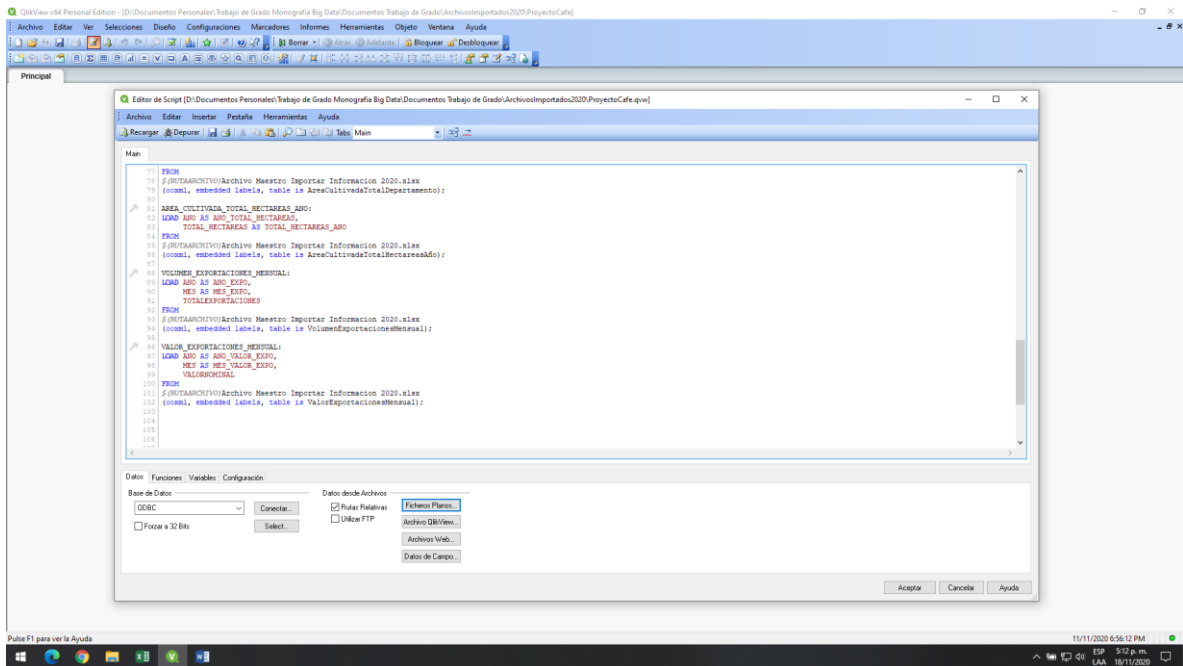 QlikView x64 Personal Edition - [D:\Documentos Personales\Trabajo de Grado Monografia Big Data\Documentos Trabajo de Grado\ArchivosImportados2020\ProyectoCafe]
Archivo Editar Ver Selecciones Diseño Configuraciones Marcadores Informes Herramientas Objeto Ventana Ayuda
Borrar Atrás Adelante Bloquear Desbloquear
Principal
Editor de Script [D:\Documentos Personales\Trabajo de Grado Monografia Big Data\Documentos Trabajo de Grado\ArchivosImportados2020\ProyectoCafe.qvw]
Archivo Editar Insertar Pestaña Herramientas Ayuda
Recargar Depurar Tabs Main
Main
77 FROM
78 $(RUTAARCHIVO)Archivo Maestro Importar Informacion 2020.xlsx
79 (ooxml, embedded labels, table is AreaCultivadaTotalDepartamento);
80
81 AREA_CULTIVADA_TOTAL_HECTAREAS_ANO:
82 LOAD ANO AS ANO_TOTAL_HECTAREAS,
83 TOTAL_HECTAREAS AS TOTAL_HECTAREAS_ANO
84 FROM
85 $(RUTAARCHIVO)Archivo Maestro Importar Informacion 2020.xlsx
86 (ooxml, embedded labels, table is AreaCultivadaTotalHectareasAño);
87
88 VOLUMEN_EXPORTACIONES_MENSUAL:
89 LOAD ANO AS ANO_EXPO,
90 MES AS MES_EXPO,
91 TOTALEXPORTACIONES
92 FROM
93 $(RUTAARCHIVO)Archivo Maestro Importar Informacion 2020.xlsx
94 (ooxml, embedded labels, table is VolumenExportacionesMensual);
95
96 VALOR_EXPORTACIONES_MENSUAL:
97 LOAD ANO AS ANO_VALOR_EXPO,
98 MES AS MES_VALOR_EXPO,
99 VALORNOMINAL
100 FROM
101 $(RUTAARCHIVO)Archivo Maestro Importar Informacion 2020.xlsx
102 (ooxml, embedded labels, table is ValorExportacionesMensual);
103
104
105
106
Datos Funciones Variables Configuración
Base de Datos
Datos desde Archivos
ODBC Conectar... Rutas Relativas Ficheros Planos...
Forzar a 32 Bits Select... Utilizar FTP Archivo QlikView...
Archivos Web...
Datos de Campo...
Aceptar Cancelar Ayuda
Pulse F1 para ver la Ayuda 11/11/2020 6:56:12 PM
ESP 5:12 p. m.
LAA 18/11/2020